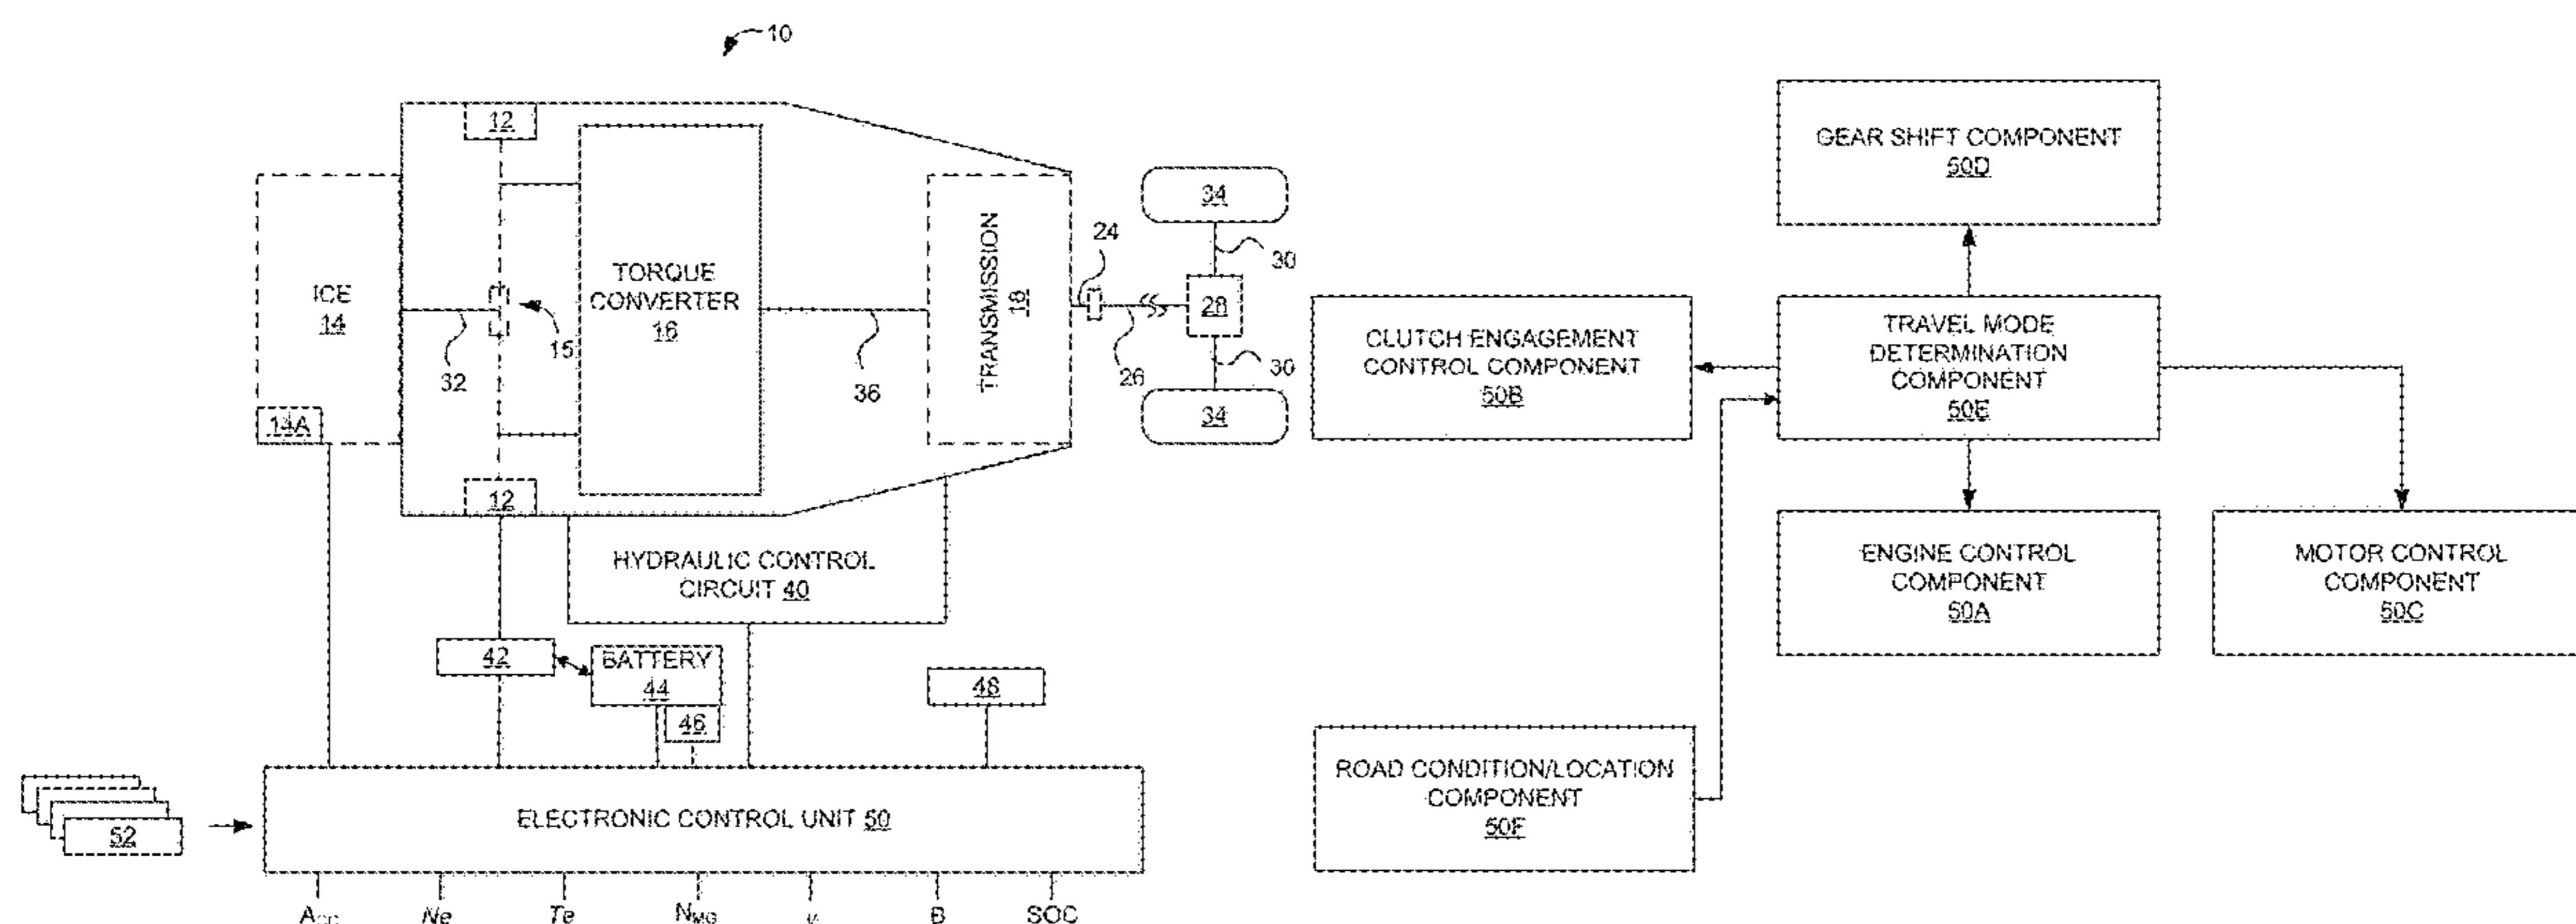 10
12
ICE
14
14A
32
15
TORQUE
CONVERTER
16
36
TRANSMISSION
18
24
26
28
30
30
34
34
12
HYDRAULIC CONTROL
CIRCUIT 40
42
BATTERY
44
46
48
52
ELECTRONIC CONTROL UNIT 50
ACC
Ne
Te
NMG
B
SOC
GEAR SHIFT COMPONENT
50D
CLUTCH ENGAGEMENT
CONTROL COMPONENT
50B
TRAVEL MODE
DETERMINATION
COMPONENT
50E
ENGINE CONTROL
COMPONENT
50A
MOTOR CONTROL
COMPONENT
50C
ROAD CONDITION/LOCATION
COMPONENT
50F